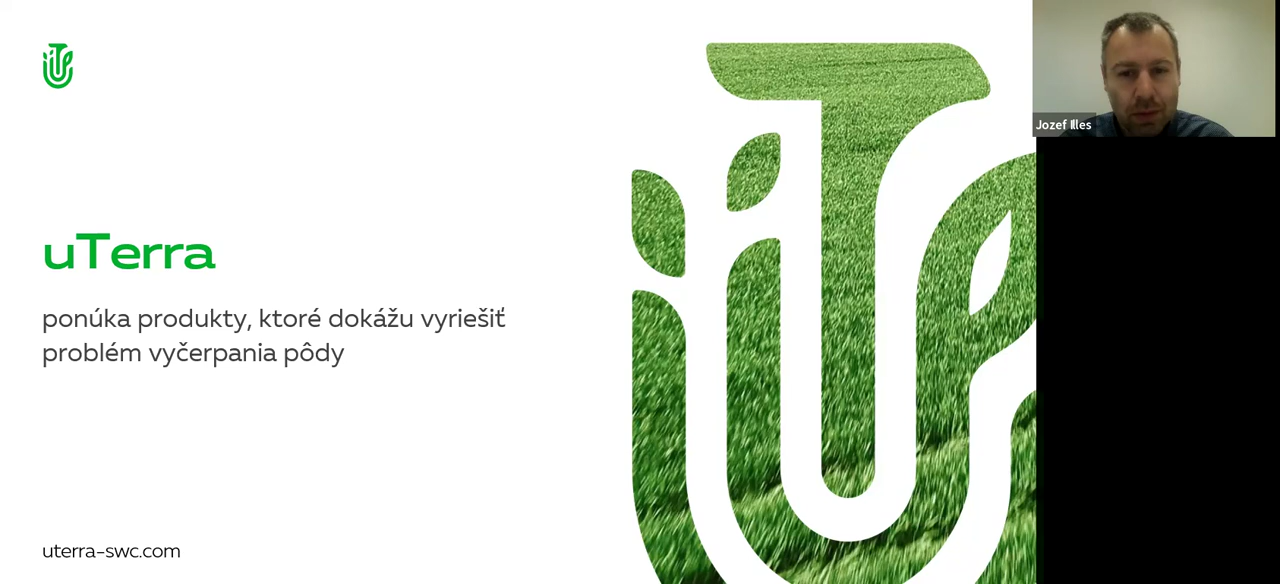 uTerra
ponúka produkty, ktoré dokážu vyriešiť
problém vyčerpania pôdy
uterra-swc.com
Jozef Illes